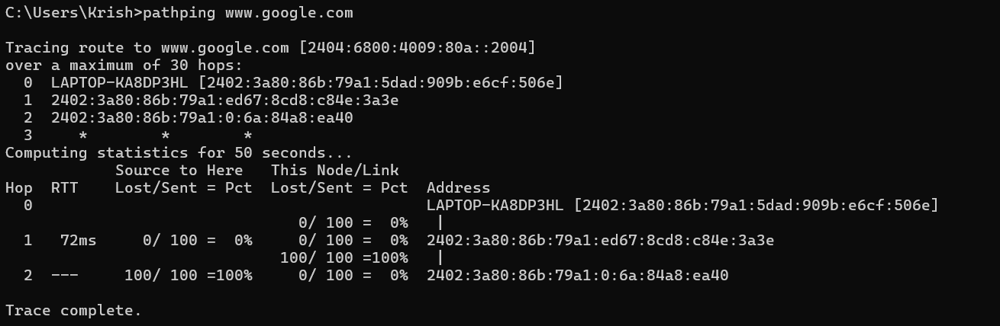 C:\Users\Krish>pathping www.google.com

Tracing route to www.google.com [2404:6800:4009:80a::2004]
over a maximum of 30 hops:
  0  LAPTOP-KA8DP3HL [2402:3a80:86b:79a1:5dad:909b:e6cf:506e]
  1  2402:3a80:86b:79a1:ed67:8cd8:c84e:3a3e
  2  2402:3a80:86b:79a1:0:6a:84a8:ea40
  3     *        *        *
Computing statistics for 50 seconds...
            Source to Here   This Node/Link
Hop  RTT    Lost/Sent = Pct  Lost/Sent = Pct  Address
  0                                           LAPTOP-KA8DP3HL [2402:3a80:86b:79a1:5dad:909b:e6cf:506e]
                                0/ 100 =  0%   |
  1   72ms     0/ 100 =  0%     0/ 100 =  0%  2402:3a80:86b:79a1:ed67:8cd8:c84e:3a3e
                              100/ 100 =100%   |
  2  ---     100/ 100 =100%     0/ 100 =  0%  2402:3a80:86b:79a1:0:6a:84a8:ea40

Trace complete.